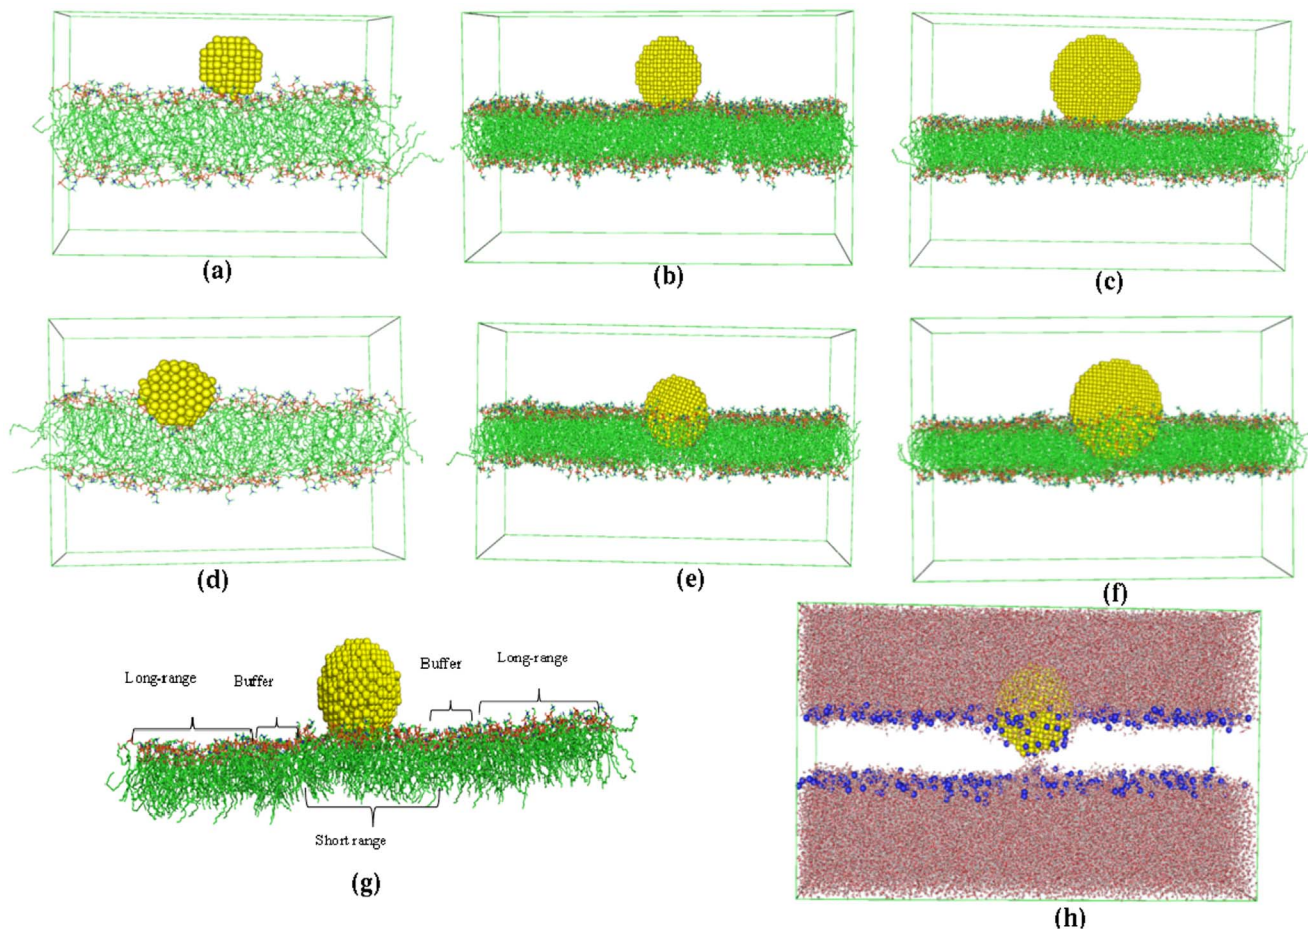 (a)
(b)
(c)
(d)
(e)
(f)
Long-range
Buffer
Buffer
Long-range
Short range
(g)
(h)